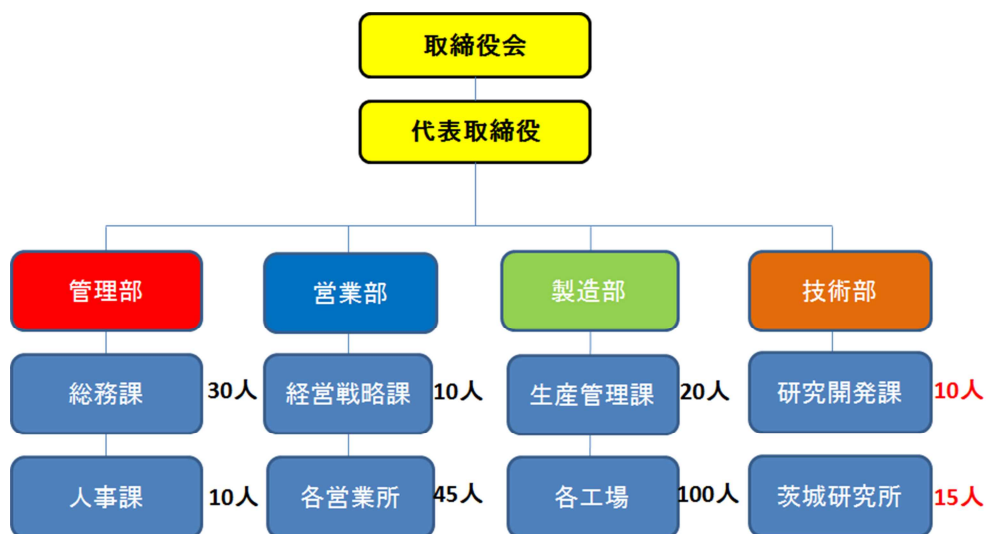 取締役会
代表取締役
管理部
営業部
製造部
技術部
総務課
30人
経営戦略課
10人
生産管理課
20人
研究開発課
10人
人事課
10人
各営業所
45人
各工場
100人
茨城研究所
15人